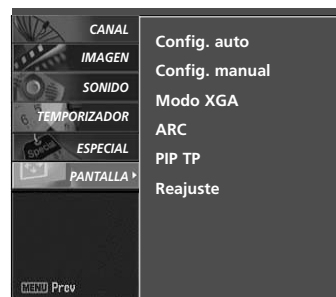 CANAL
IMAGEN
SONIDO
TEMPORIZADOR
ESPECIAL
PANTALLA
MENU Prev
Config. auto
Config. manual
Modo XGA
ARC
PIP TP
Reajuste